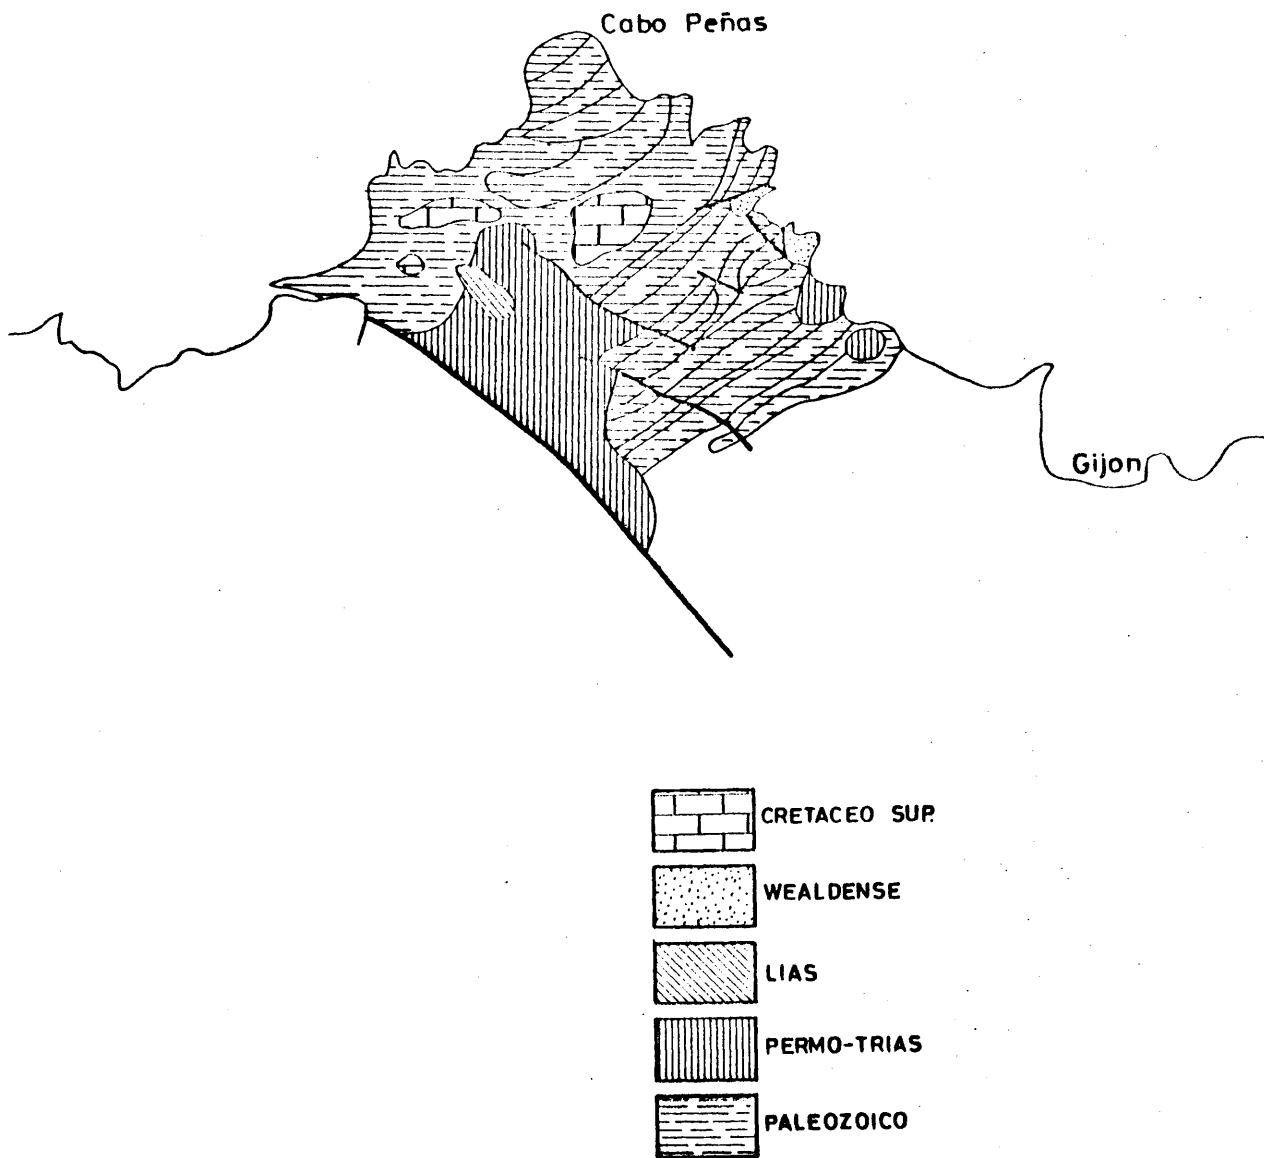 Cabo Peñas
Gijon
CRETACEO SUP.
WEALDENSE
LIAS
PERMO-TRIAS
PALEOZOICO